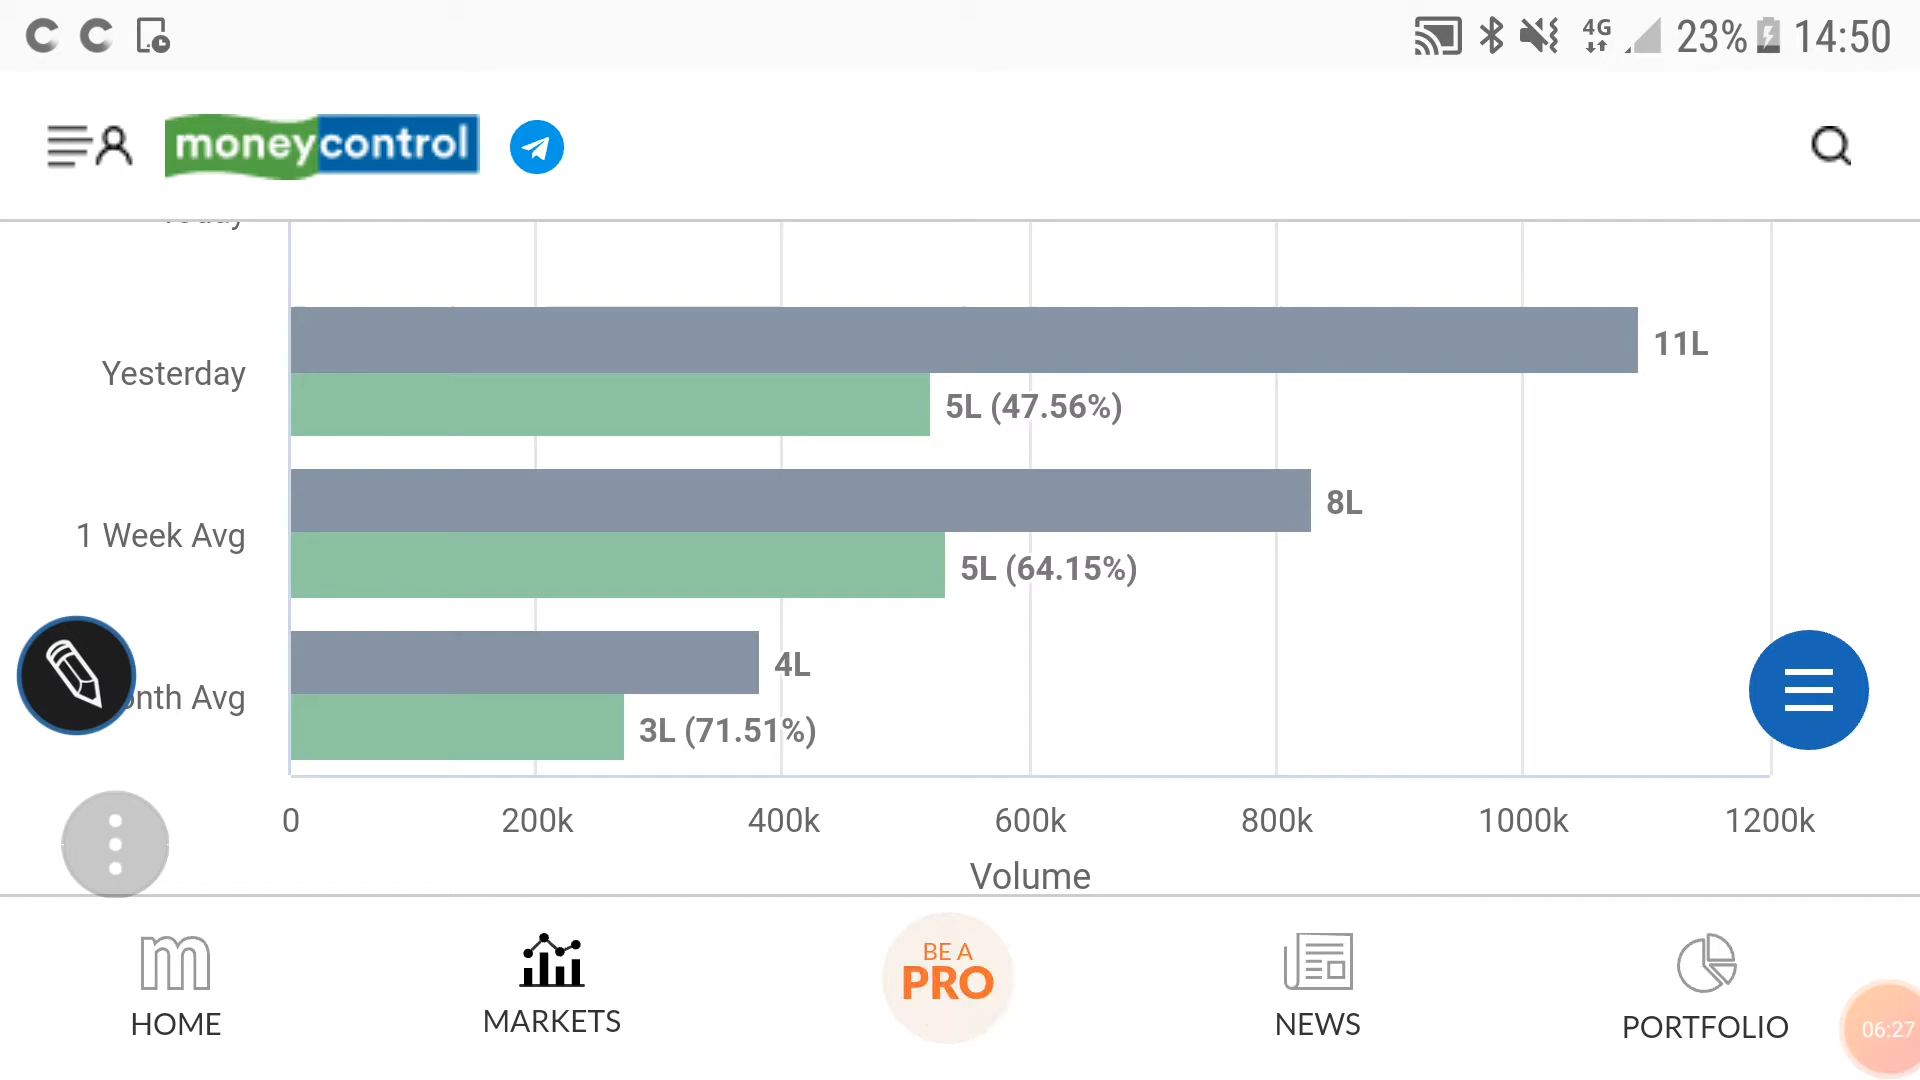 4G 23% 14:50
moneycontrol
Yesterday
11L
5L (47.56%)
1 Week Avg
8L
5L (64.15%)
nth Avg
4L
3L (71.51%)
0 200k 400k 600k 800k 1000k 1200k
Volume
HOME
MARKETS
BE A
PRO
NEWS
PORTFOLIO
06:27